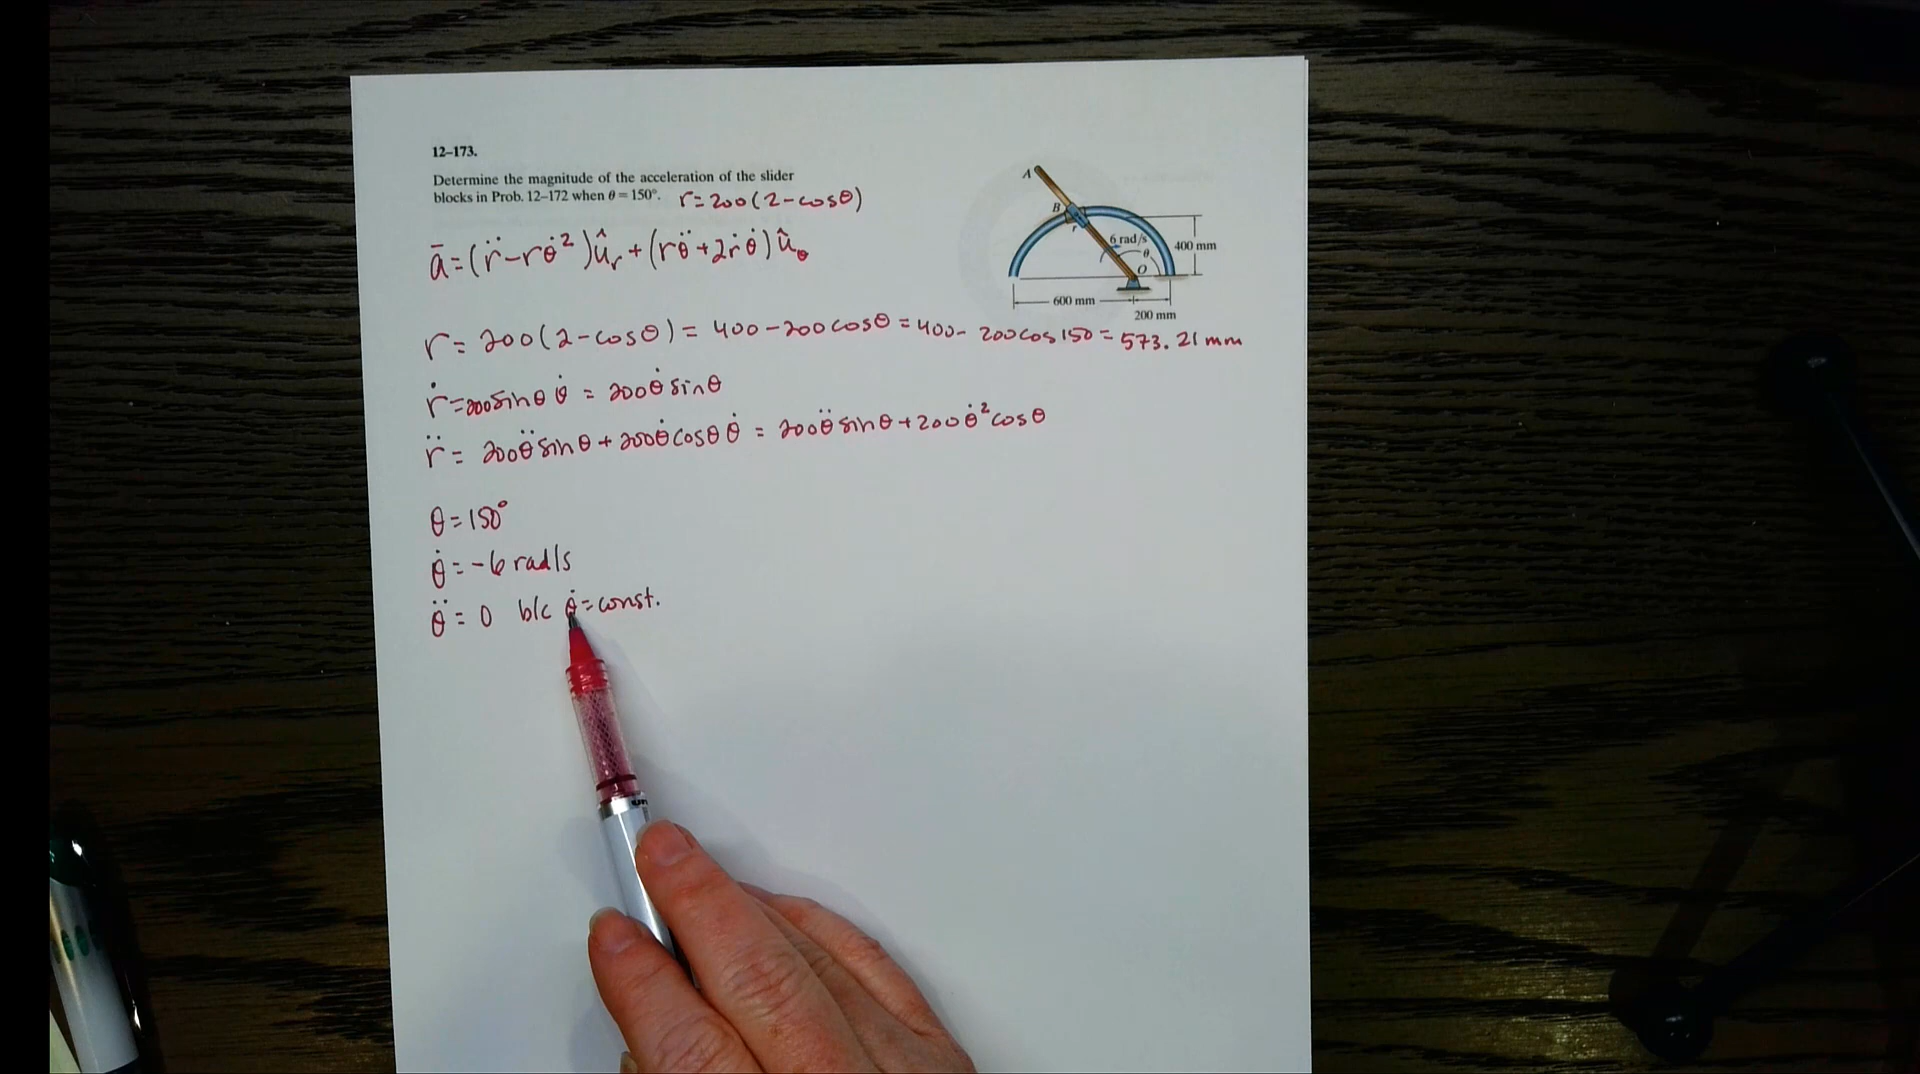 12–173.
Determine the magnitude of the acceleration of the slider
blocks in Prob. 12–172 when θ = 150°. r=200(2-cosθ)
A
B
r
6 rad/s
θ
O
400 mm
600 mm
200 mm
ā=(r̈-rθ̇²)û_r+(rθ̈+2ṙθ̇)û_θ
r= 200(2-cosθ) = 400-200cosθ = 400- 200cos150 = 573.21 mm
ṙ=200sinθ θ̇ = 200θ̇ sinθ
r̈= 200θ̈ sinθ + 200θ̇ cosθ θ̇ = 200θ̈ sinθ+200θ̇² cosθ
θ=150°
θ̇=-6 rad/s
θ̈= 0 b/c θ̇=const.